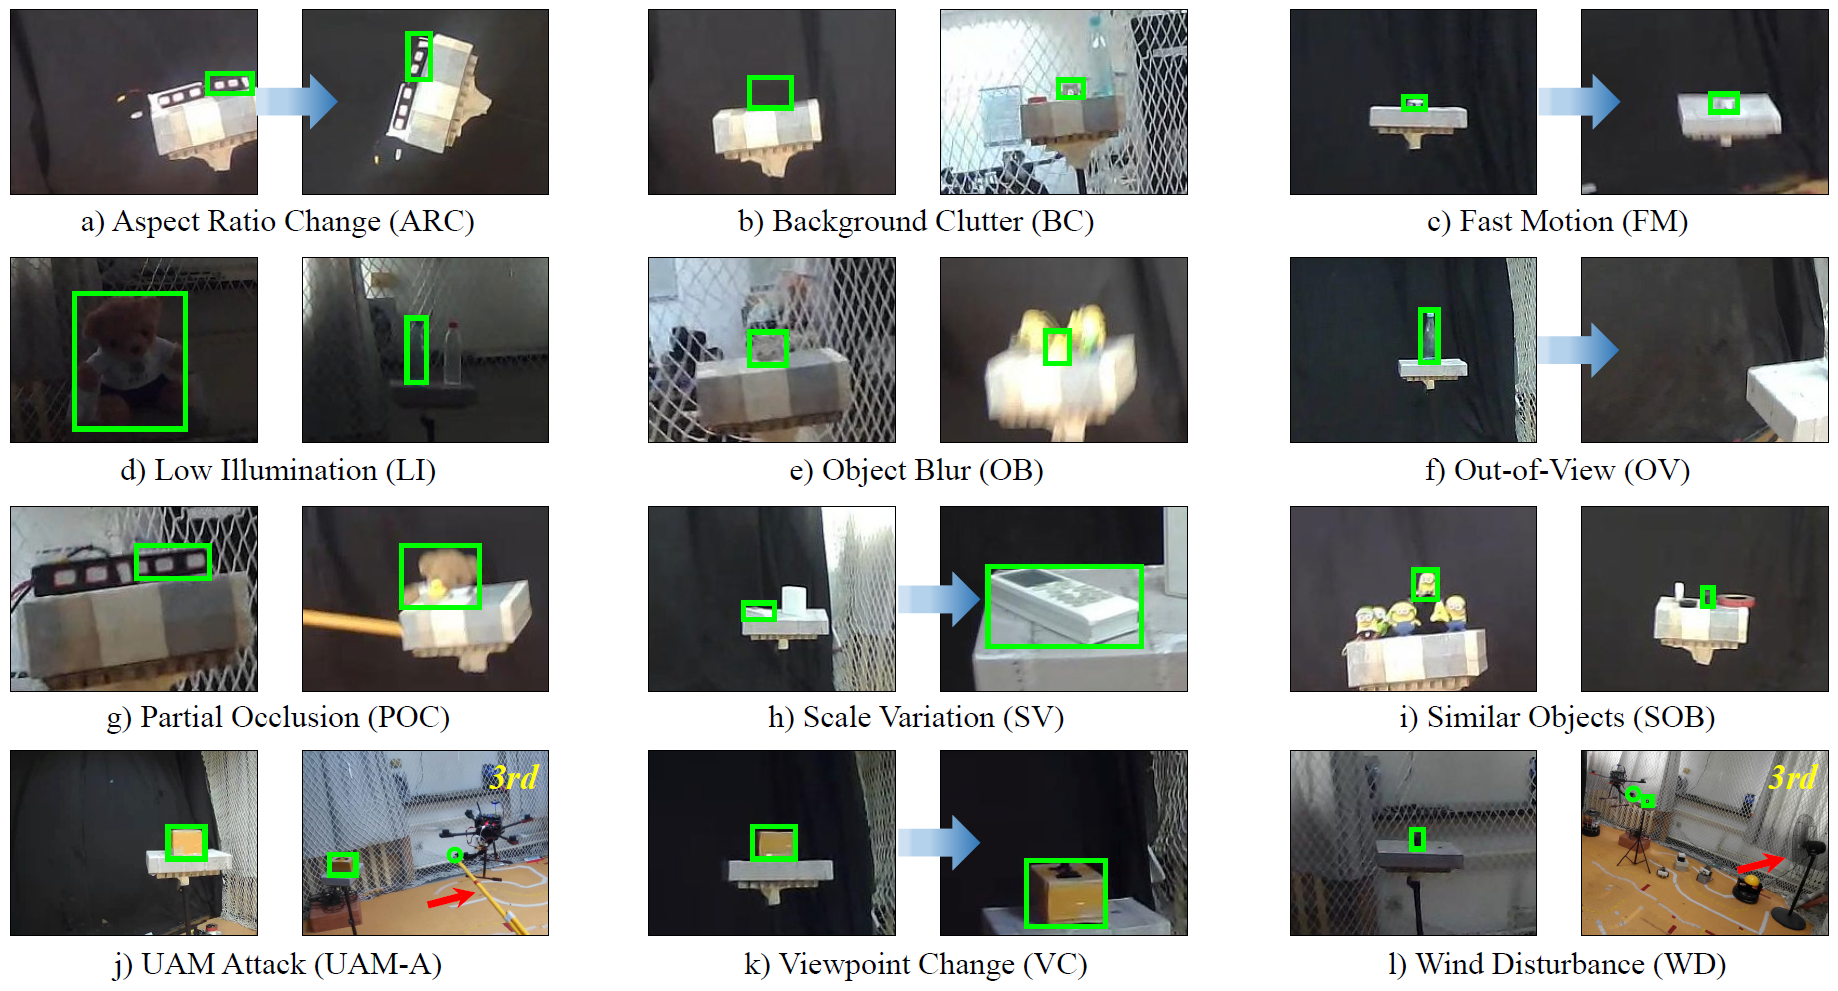 a) Aspect Ratio Change (ARC)
b) Background Clutter (BC)
c) Fast Motion (FM)
d) Low Illumination (LI)
e) Object Blur (OB)
f) Out-of-View (OV)
g) Partial Occlusion (POC)
h) Scale Variation (SV)
i) Similar Objects (SOB)
3rd
3rd
j) UAM Attack (UAM-A)
k) Viewpoint Change (VC)
l) Wind Disturbance (WD)